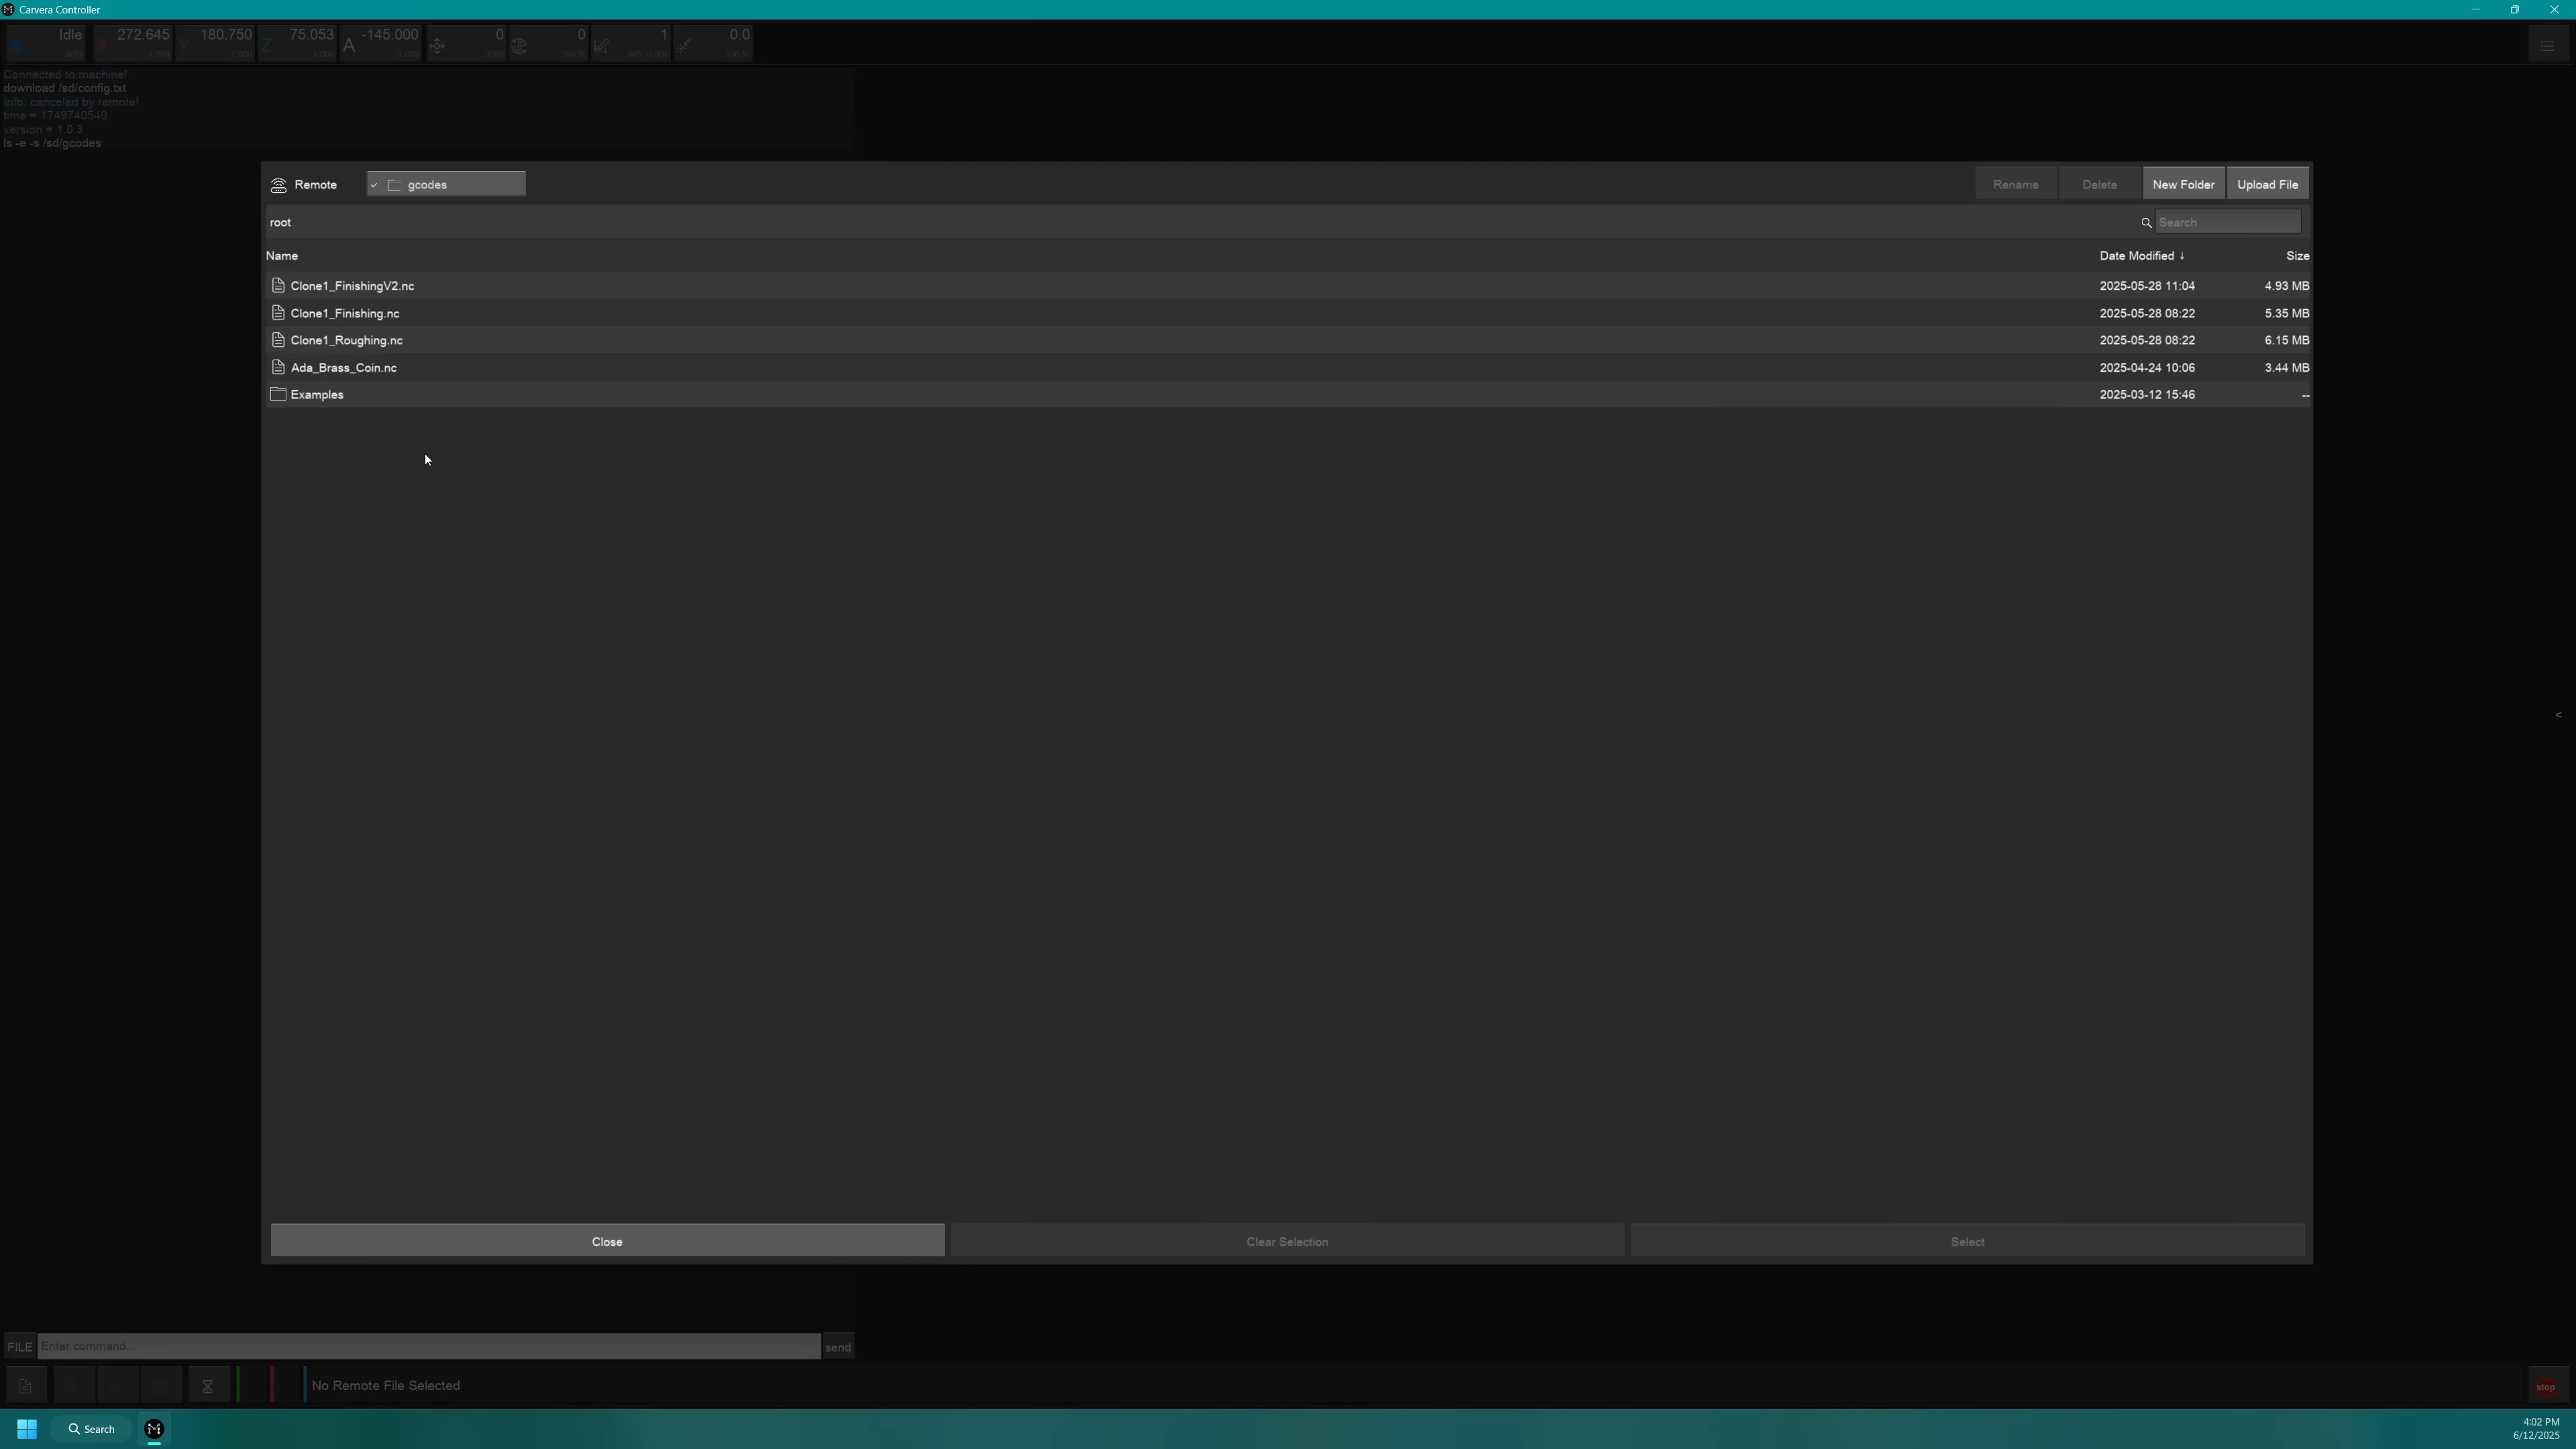 Carvera Controller
Idle 272.645 180.750 75.053 A -145.000 0 0 1 0.0
Connected to machine!
download /sd/config.txt
Info: canceled by remote!
time = 1749740540
version = 1.0.3
ls -e -s /sd/gcodes
Remote gcodes Rename Delete New Folder Upload File
root Search
Name Date Modified ↓ Size
Clone1_FinishingV2.nc 2025-05-28 11:04 4.93 MB
Clone1_Finishing.nc 2025-05-28 08:22 5.35 MB
Clone1_Roughing.nc 2025-05-28 08:22 6.15 MB
Ada_Brass_Coin.nc 2025-04-24 10:06 3.44 MB
Examples 2025-03-12 15:46 --
<
Close Clear Selection Select
FILE Enter command... send
No Remote File Selected stop
Search 4:02 PM
6/12/2025